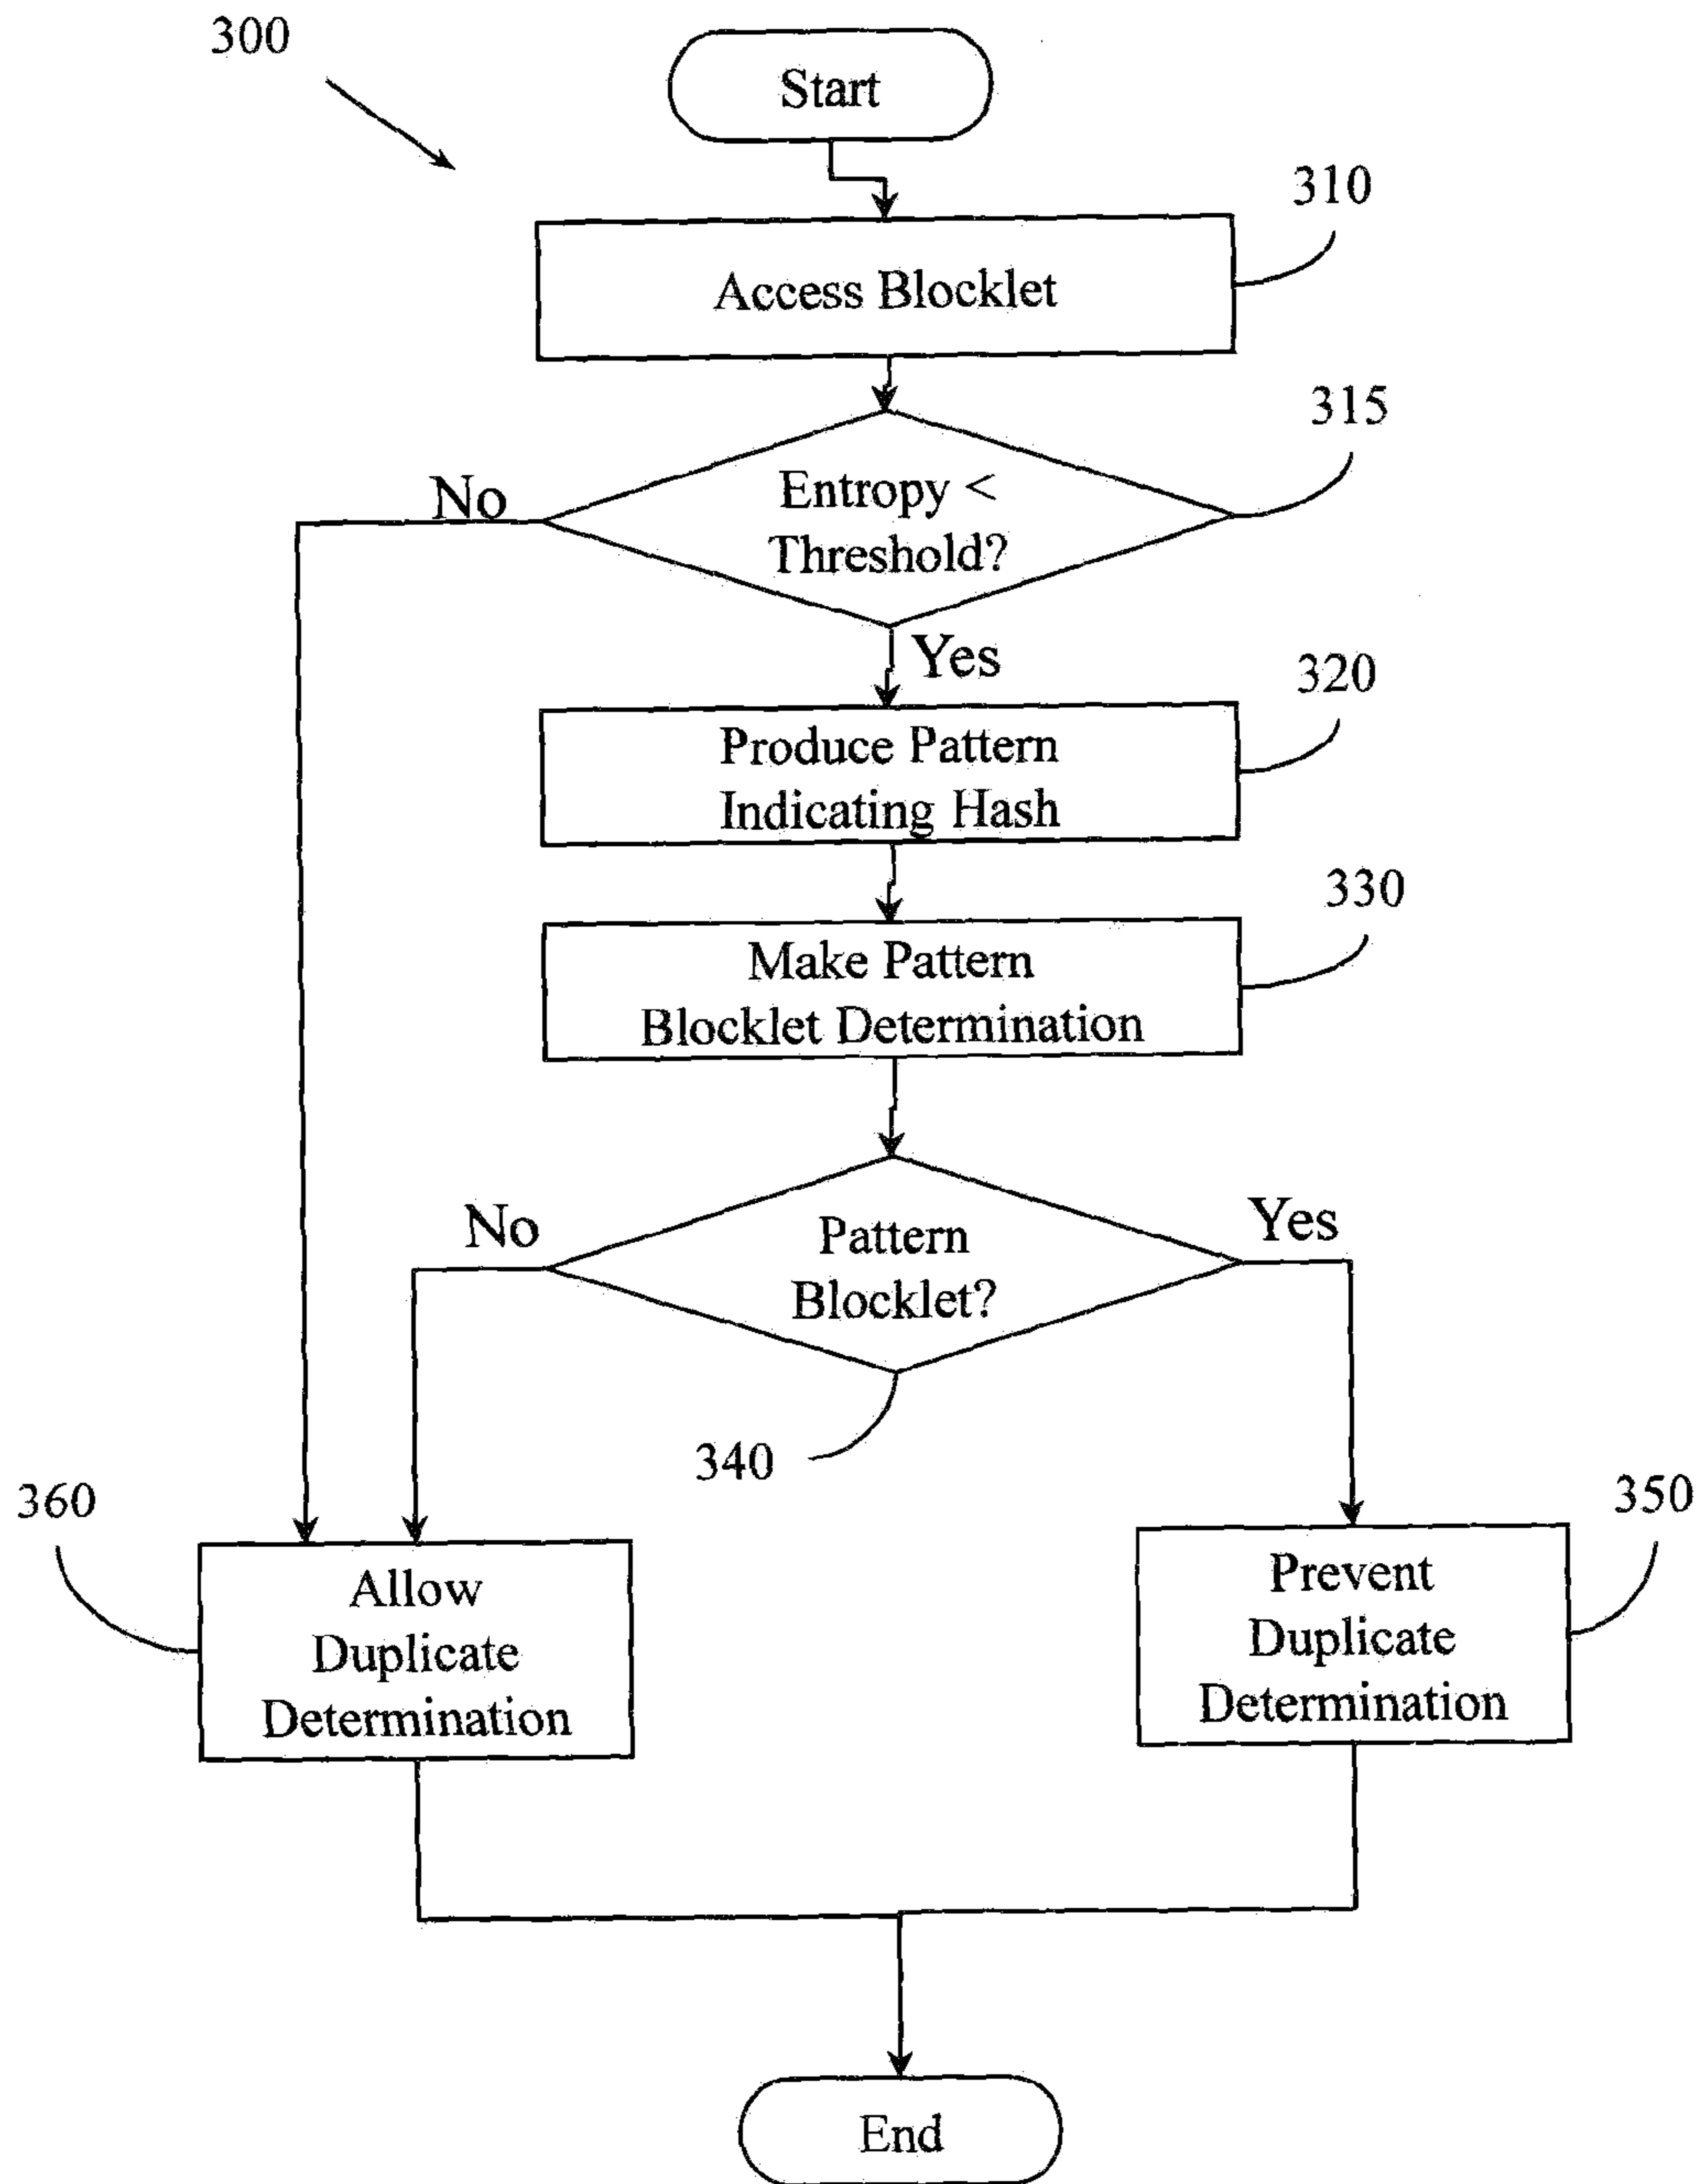 300
Start
310
Access Blocklet
315
No
Entropy <
Threshold?
Yes
320
Produce Pattern
Indicating Hash
330
Make Pattern
Blocklet Determination
No
Pattern
Blocklet?
Yes
340
360
350
Allow
Duplicate
Determination
Prevent
Duplicate
Determination
End